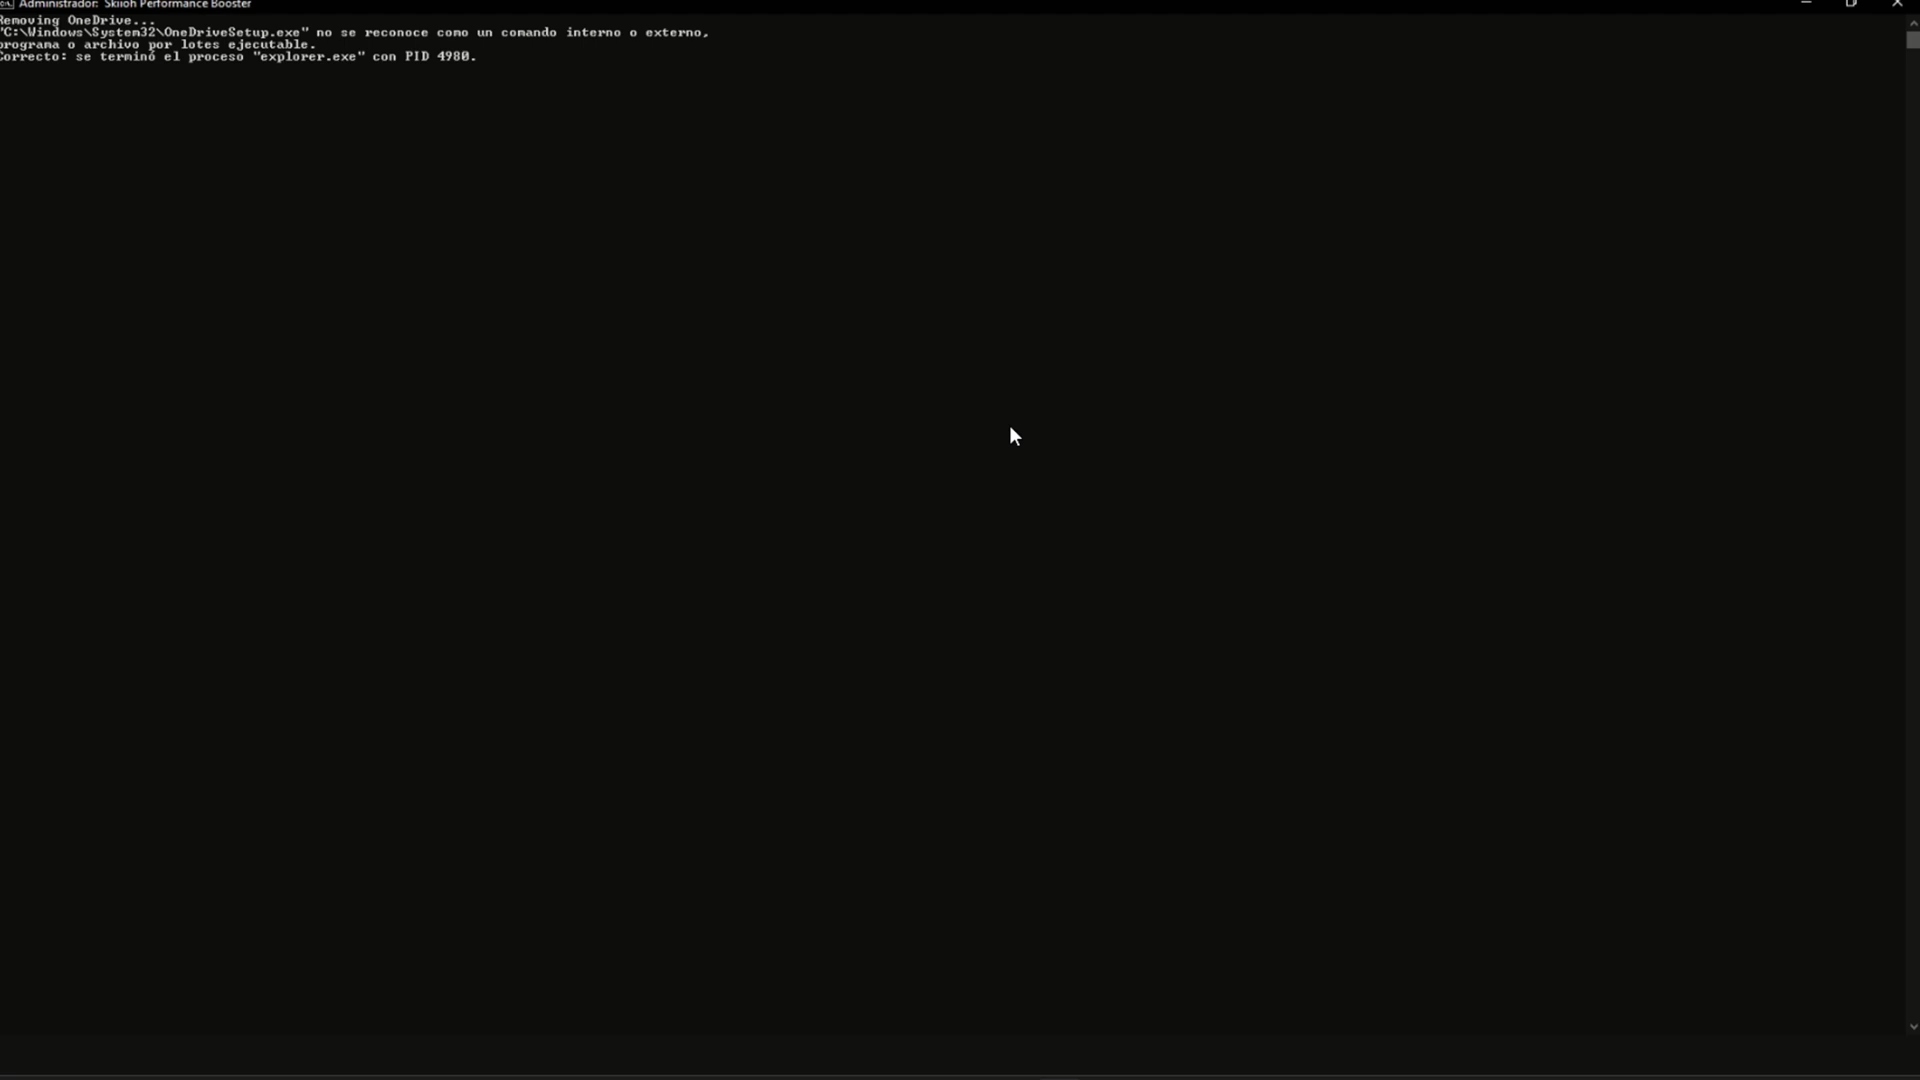 Administrador: Skiioh Performance Booster
Removing OneDrive...
"C:\Windows\System32\OneDriveSetup.exe" no se reconoce como un comando interno o externo,
programa o archivo por lotes ejecutable.
Correcto: se terminó el proceso "explorer.exe" con PID 4980.